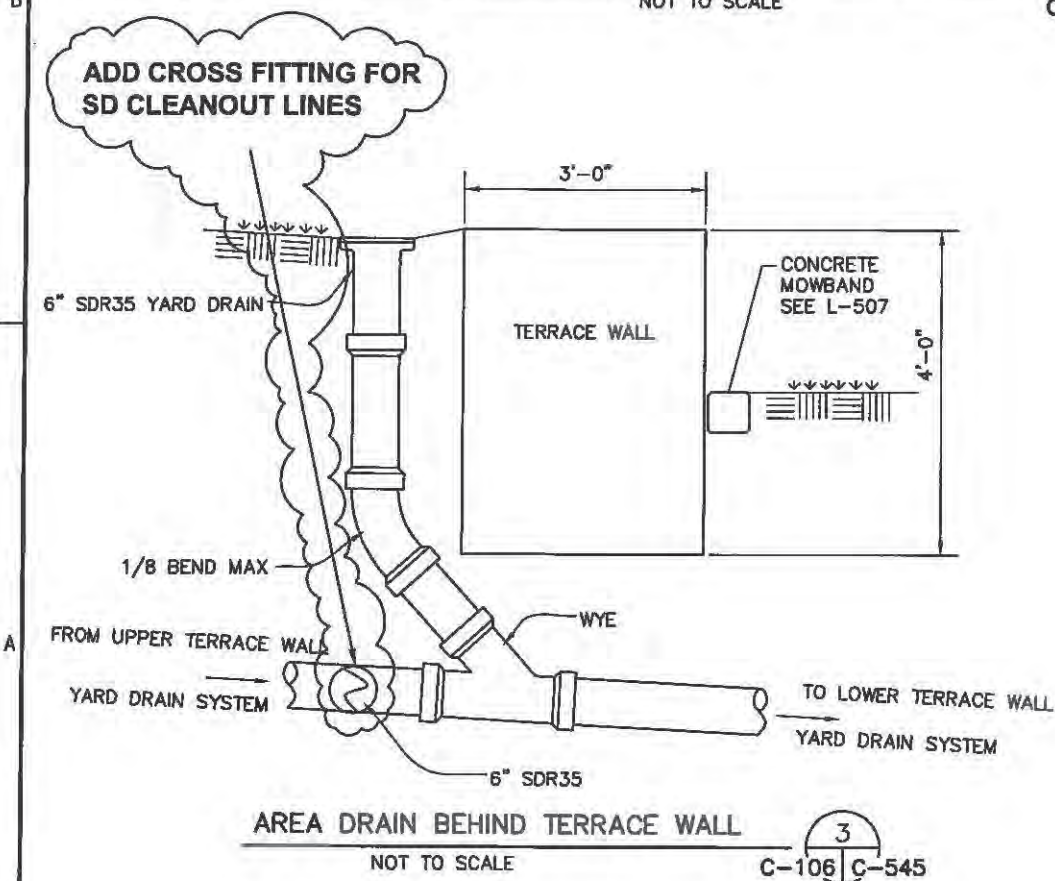 B
NOT TO SCALE
C
ADD CROSS FITTING FOR
SD CLEANOUT LINES
3'-0"
6" SDR35 YARD DRAIN
TERRACE WALL
CONCRETE
MOWBAND
SEE L-507
4'-0"
1/8 BEND MAX
WYE
A
FROM UPPER TERRACE WALL
YARD DRAIN SYSTEM
TO LOWER TERRACE WALL
YARD DRAIN SYSTEM
6" SDR35
AREA DRAIN BEHIND TERRACE WALL
NOT TO SCALE
3
C-106 C-545